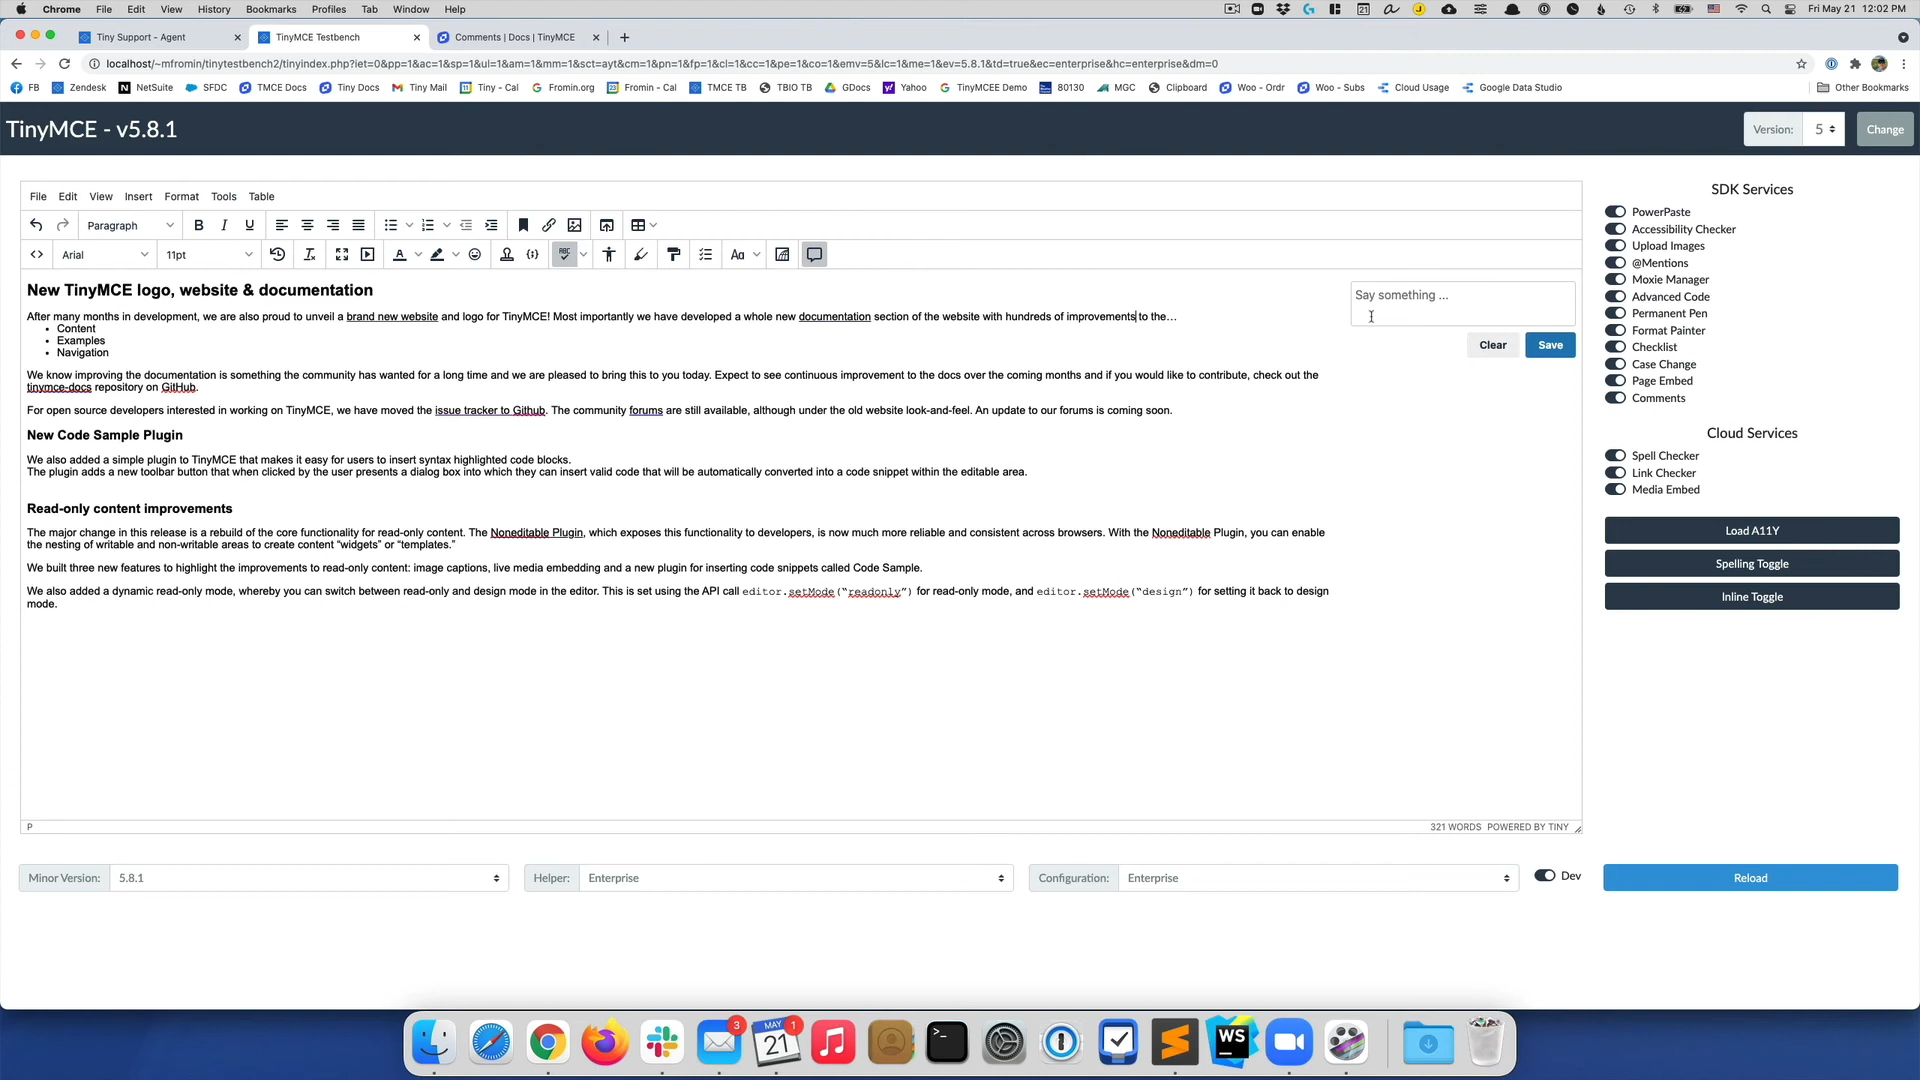 Chrome File Edit View History Bookmarks Profiles Tab Window Help Fri May 21 12:02 PM
Tiny Support - Agent TinyMCE Testbench Comments | Docs | TinyMCE
localhost/~mfromin/tinytestbench2/tinyindex.php?iet=0&pp=1&ac=1&sp=1&ul=1&am=1&mm=1&sct=ayt&cm=1&pn=1&fp=1&cl=1&cc=1&pe=1&co=1&emv=5&lc=1&me=1&ev=5.8.1&td=true&ec=enterprise&hc=enterprise&dm=0
FB Zendesk NetSuite SFDC TMCE Docs Tiny Docs Tiny Mail Tiny - Cal Fromin.org Fromin - Cal TMCE TB TBIO TB GDocs Yahoo TinyMCEE Demo 80130 MGC Clipboard Woo - Ordr Woo - Subs Cloud Usage Google Data Studio Other Bookmarks
TinyMCE - v5.8.1
Version: 5 Change
File Edit View Insert Format Tools Table
Paragraph B I U
Arial 11pt ABC Aa
New TinyMCE logo, website & documentation
After many months in development, we are also proud to unveil a brand new website and logo for TinyMCE! Most importantly we have developed a whole new documentation section of the website with hundreds of improvements to the…
• Content
• Examples
• Navigation
We know improving the documentation is something the community has wanted for a long time and we are pleased to bring this to you today. Expect to see continuous improvement to the docs over the coming months and if you would like to contribute, check out the
tinymce-docs repository on GitHub.
For open source developers interested in working on TinyMCE, we have moved the issue tracker to Github. The community forums are still available, although under the old website look-and-feel. An update to our forums is coming soon.
New Code Sample Plugin
We also added a simple plugin to TinyMCE that makes it easy for users to insert syntax highlighted code blocks.
The plugin adds a new toolbar button that when clicked by the user presents a dialog box into which they can insert valid code that will be automatically converted into a code snippet within the editable area.
Read-only content improvements
The major change in this release is a rebuild of the core functionality for read-only content. The Noneditable Plugin, which exposes this functionality to developers, is now much more reliable and consistent across browsers. With the Noneditable Plugin, you can enable
the nesting of writable and non-writable areas to create content “widgets” or “templates.”
We built three new features to highlight the improvements to read-only content: image captions, live media embedding and a new plugin for inserting code snippets called Code Sample.
We also added a dynamic read-only mode, whereby you can switch between read-only and design mode in the editor. This is set using the API call editor.setMode(“readonly”) for read-only mode, and editor.setMode(“design”) for setting it back to design
mode.
Say something ...
Clear Save
P 321 WORDS POWERED BY TINY
SDK Services
PowerPaste
Accessibility Checker
Upload Images
@Mentions
Moxie Manager
Advanced Code
Permanent Pen
Format Painter
Checklist
Case Change
Page Embed
Comments
Cloud Services
Spell Checker
Link Checker
Media Embed
Load A11Y
Spelling Toggle
Inline Toggle
Minor Version: 5.8.1 Helper: Enterprise Configuration: Enterprise Dev Reload
3 MAY 21 1 WS